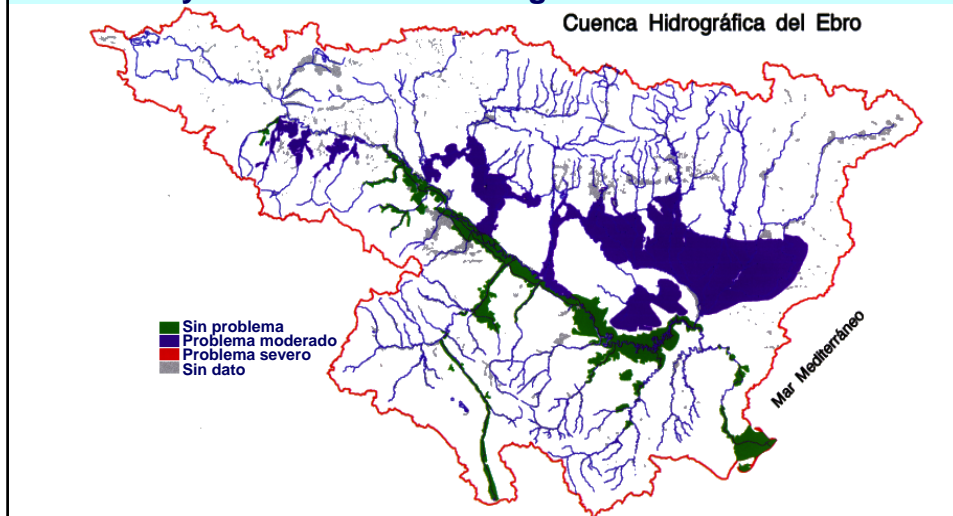 Cuenca Hidrográfica del Ebro
Sin problema
Problema moderado
Problema severo
Sin dato
Mar Mediterráneo